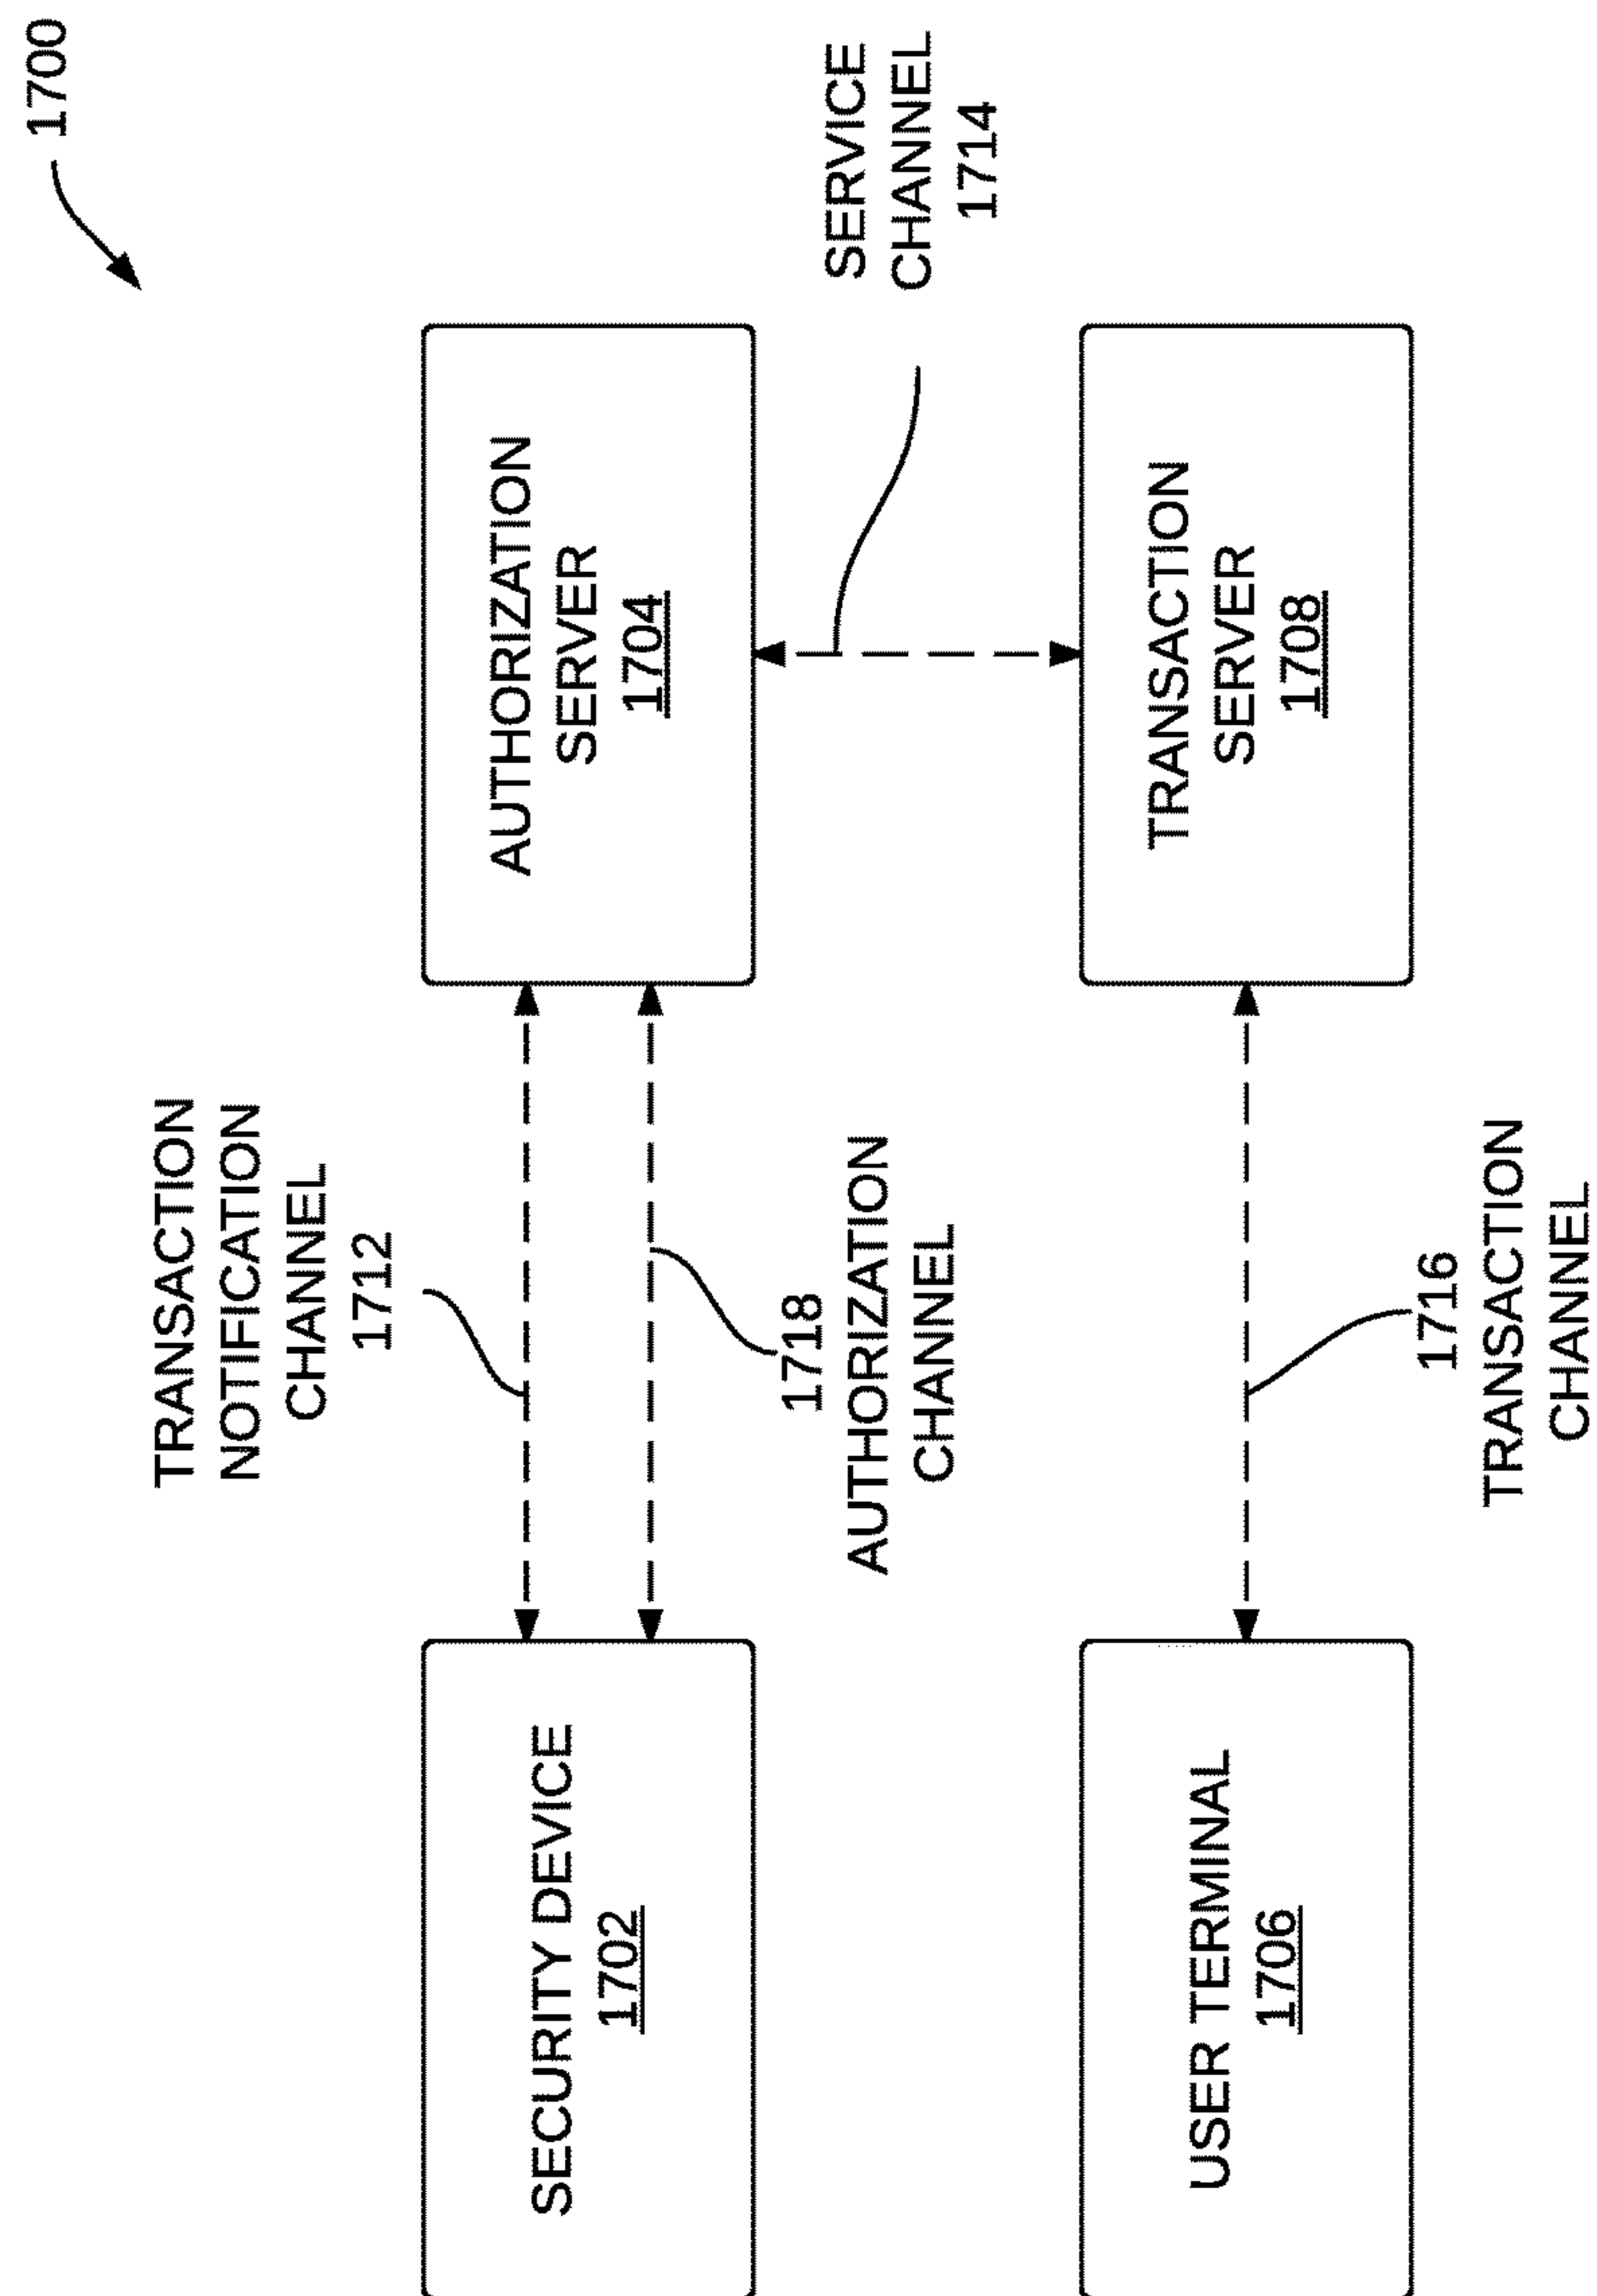 1700
TRANSACTION
NOTIFICATION
CHANNEL
1712
SECURITY DEVICE
1702
AUTHORIZATION
SERVER
1704
1718
AUTHORIZATION
CHANNEL
SERVICE
CHANNEL
1714
USER TERMINAL
1706
TRANSACTION
SERVER
1708
1716
TRANSACTION
CHANNEL